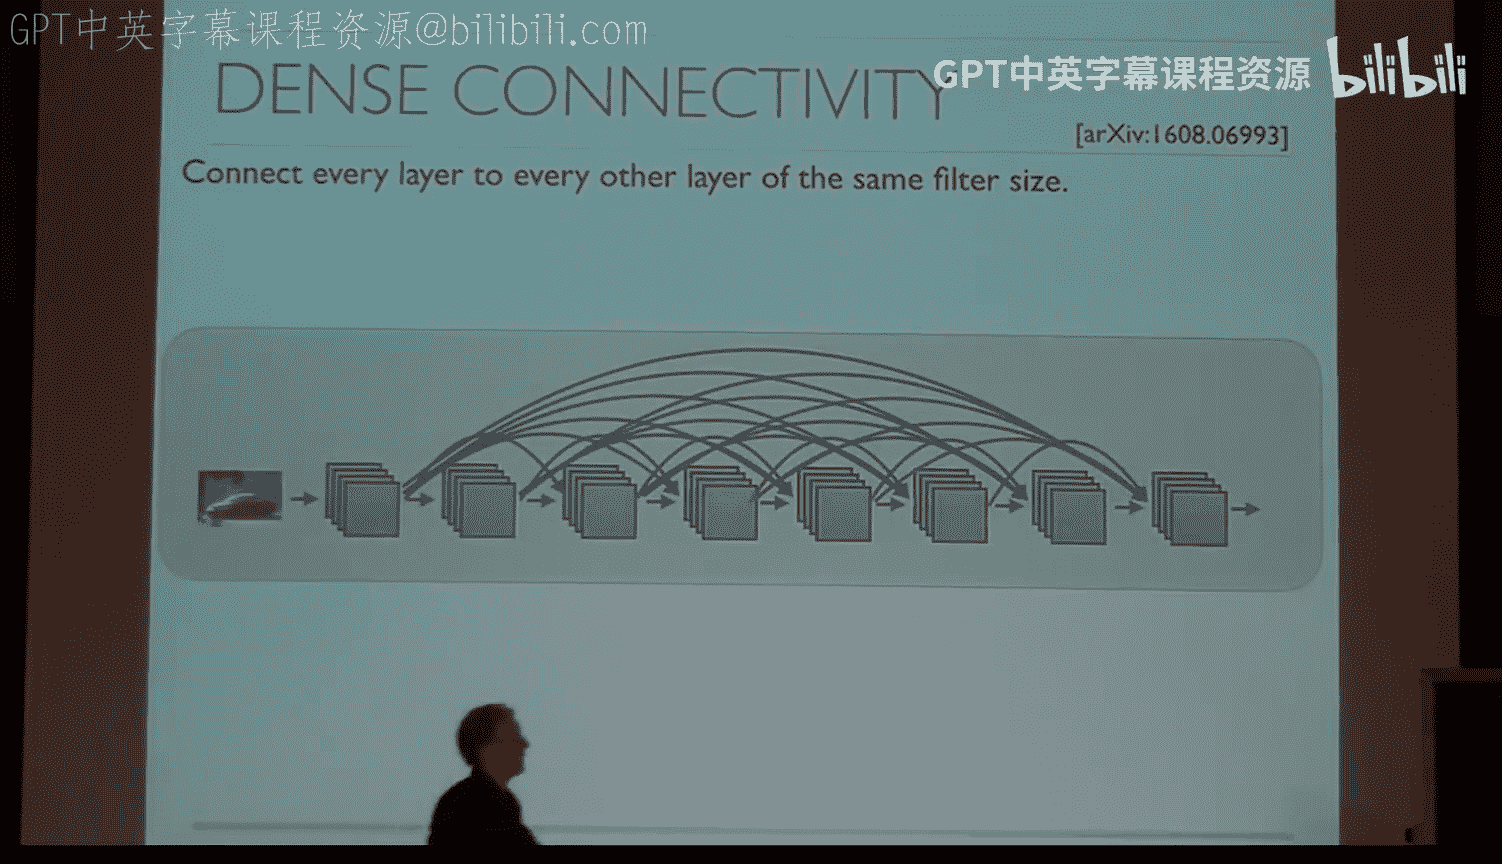 GPT中英字幕课程资源@bilibili.com
GPT中英字幕课程资源 bilibili
DENSE CONNECTIVITY
[arXiv:1608.06993]
Connect every layer to every other layer of the same filter size.